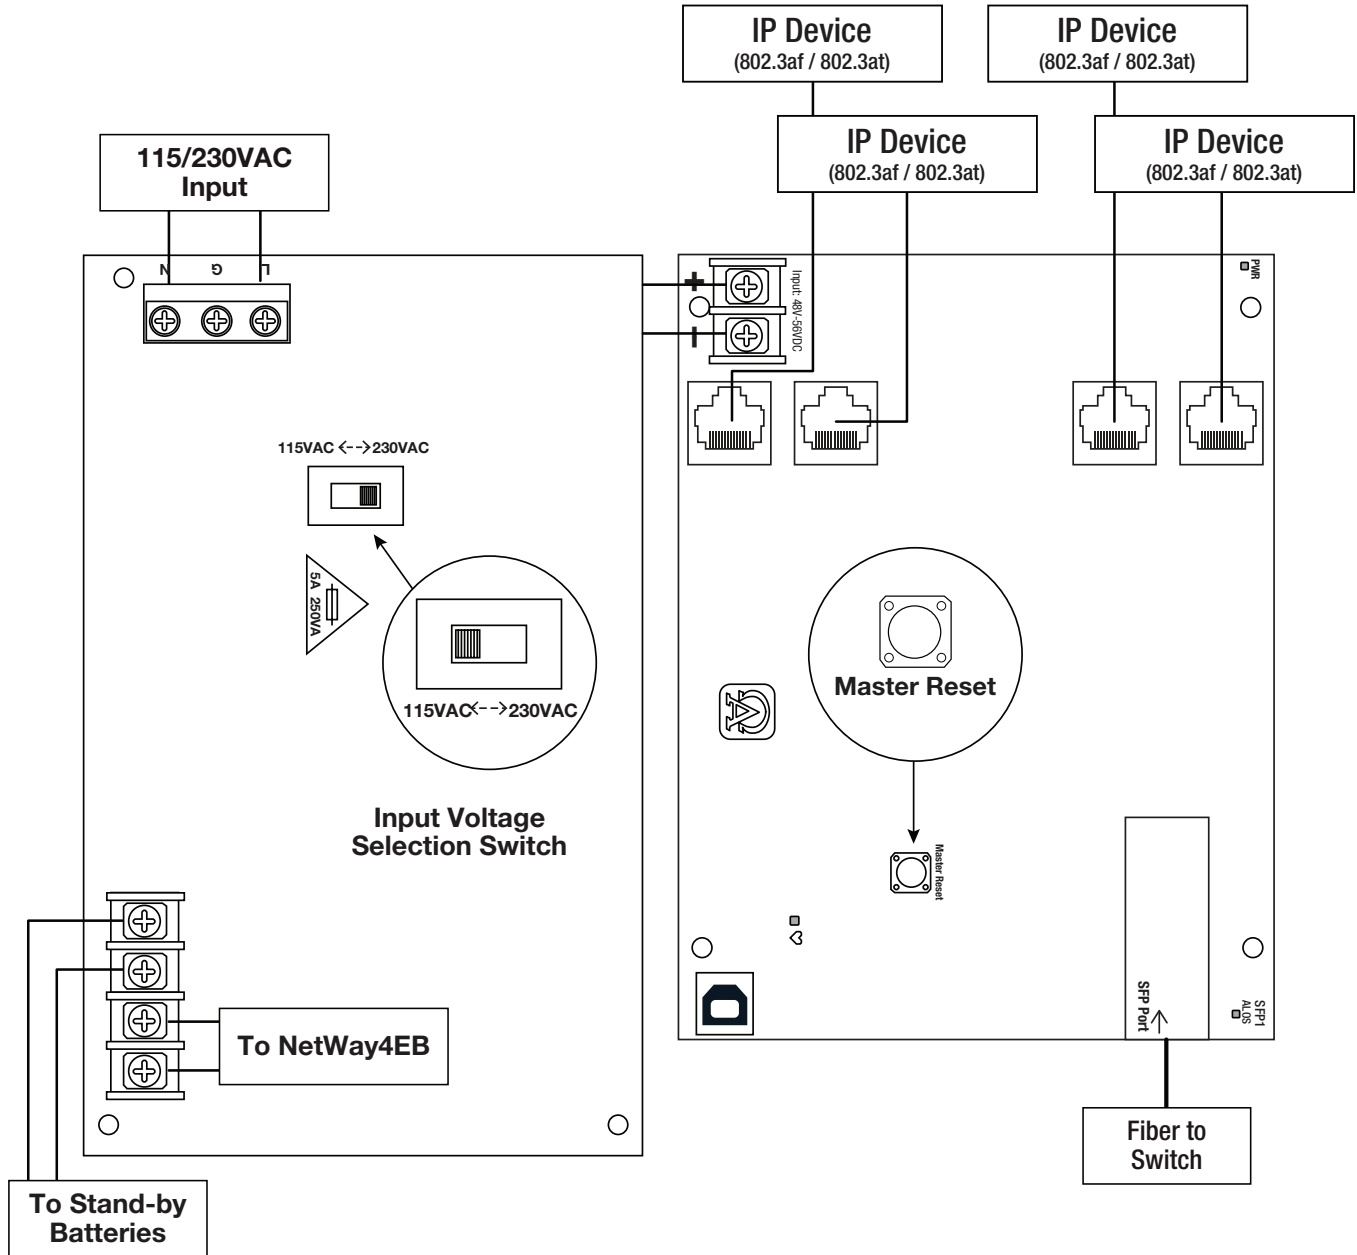 IP Device
(802.3af / 802.3at)
IP Device
(802.3af / 802.3at)
IP Device
(802.3af / 802.3at)
IP Device
(802.3af / 802.3at)
115/230VAC
Input
N G L
+
−
Input: 48V-56VDC
PWR
115VAC <--> 230VAC
5A 250VA
115VAC <--> 230VAC
Input Voltage
Selection Switch
Master Reset
Master Reset
To NetWay4EB
SFP Port
SFP1
ALOS
Fiber to
Switch
To Stand-by
Batteries